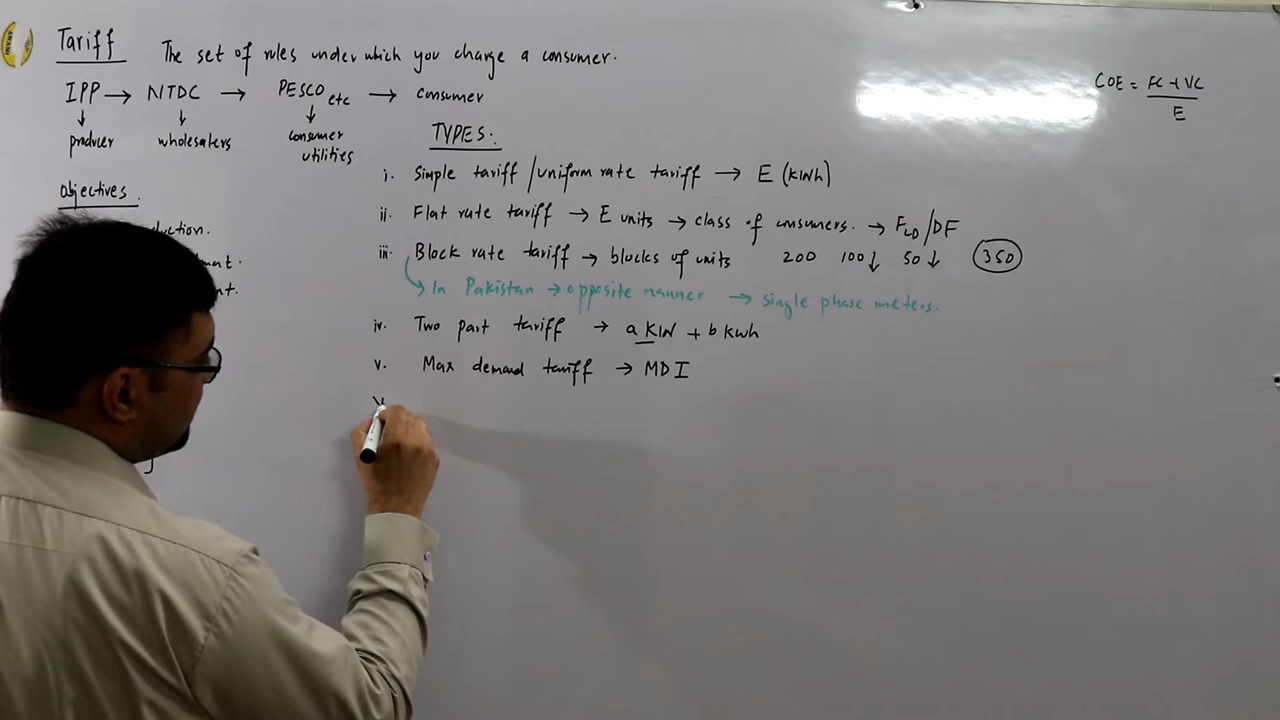 Tariff The set of rules under which you charge a consumer.
IPP → NTDC → PESCO etc → consumer
↓ ↓ ↓
producer wholesalers consumer utilities
COE = FC + VC
E
objectives.
TYPES:
i. Simple tariff / uniform rate tariff → E (kWh)
ii. Flat rate tariff → E units → class of consumers. → FLD/DF
iii. Block rate tariff → blocks of units 200 100↓ 50↓ 350
↳ In Pakistan → opposite manner → single phase meters.
iv. Two part tariff → a KW + b kwh
v. Max demand tariff → MDI
v